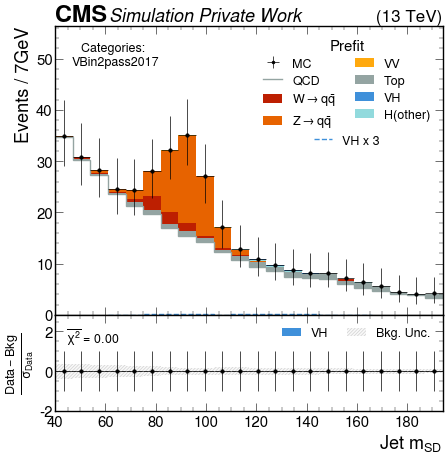 CMS Simulation Private Work (13 TeV)
Categories:
VBin2pass2017
Prefit
MC
QCD
W → qq̄
Z → qq̄
VV
Top
VH
H(other)
VH x 3
Events / 7GeV
50
40
30
20
10
0
χ² = 0.00
VH
Bkg. Unc.
Data − Bkg
σData
2
0
-2
40 60 80 100 120 140 160 180
Jet mSD